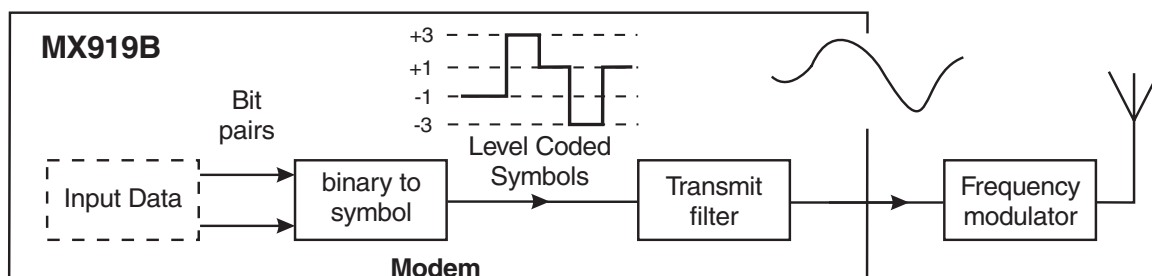 MX919B
+3
+1
-1
-3
Bit
pairs
Level Coded
Symbols
Input Data
binary to
symbol
Transmit
filter
Frequency
modulator
Modem